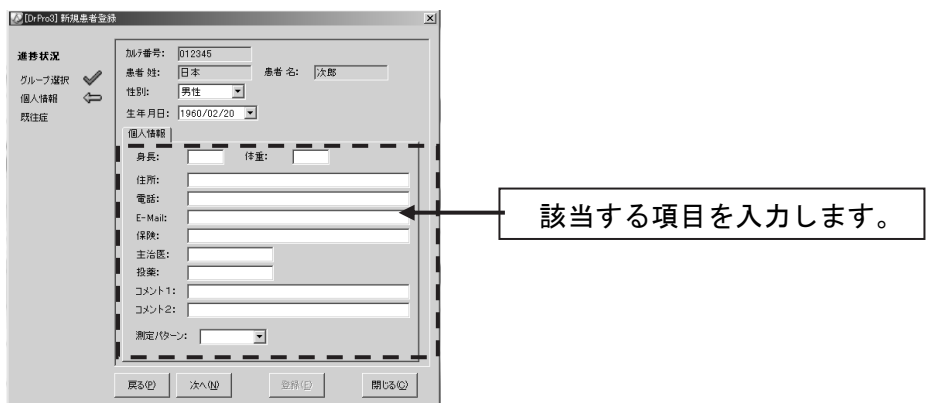 [DrPro3] 新規患者登録
進捗状況
グループ選択
個人情報
既往症
カルテ番号: 012345
患者 姓: 日本 患者 名: 次郎
性別: 男性
生年月日: 1960/02/20
個人情報
身長: 体重:
住所:
電話:
E-Mail:
保険:
主治医:
投薬:
コメント1:
コメント2:
測定パターン:
戻る(P) 次へ(N) 登録(E) 閉じる(C)
該当する項目を入力します。